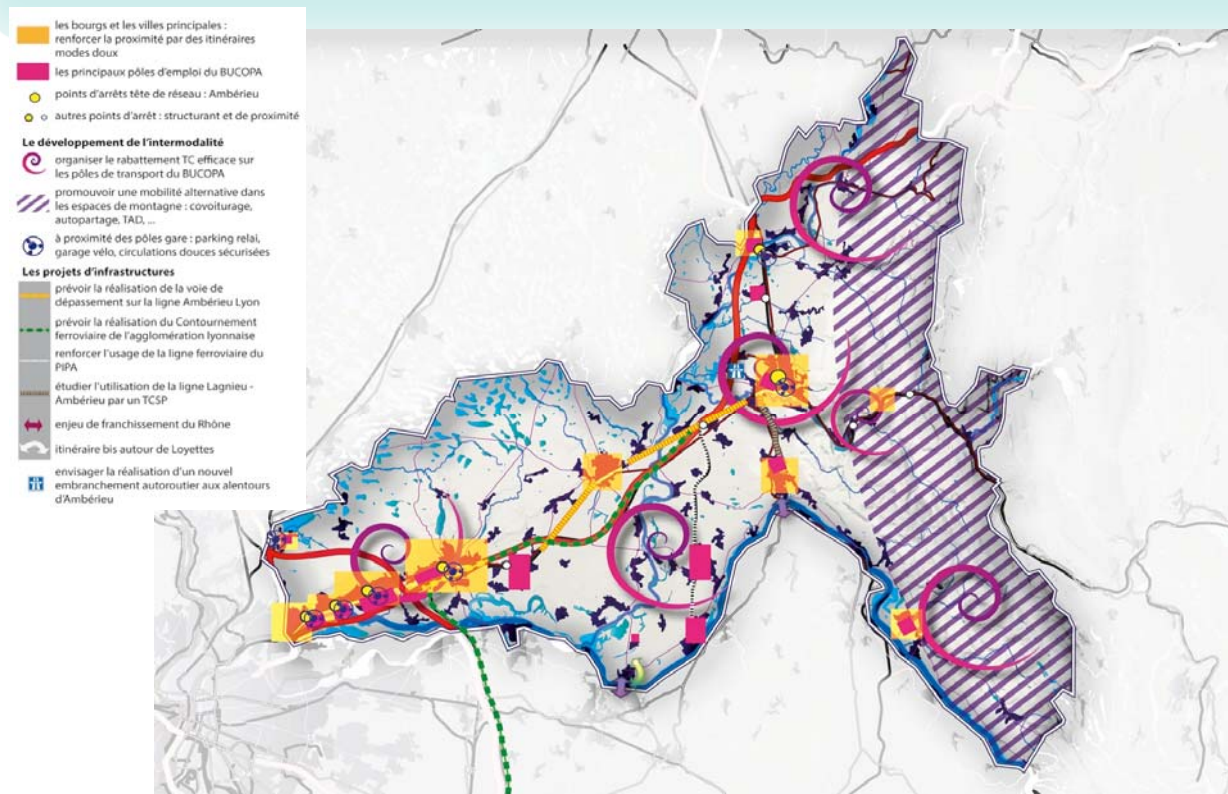 les bourgs et les villes principales :
renforcer la proximité par des itinéraires
modes doux
les principaux pôles d'emploi du BUCOPA
points d'arrêts tête de réseau : Ambérieu
autres points d'arrêt : structurant et de proximité
Le développement de l'intermodalité
organiser le rabattement TC efficace sur
les pôles de transport du BUCOPA
promouvoir une mobilité alternative dans
les espaces de montagne : covoiturage,
autopartage, TAD, ...
à proximité des pôles gare : parking relai,
garage vélo, circulations douces sécurisées
Les projets d'infrastructures
prévoir la réalisation de la voie de
dépassement sur la ligne Ambérieu Lyon
prévoir la réalisation du Contournement
ferroviaire de l'agglomération lyonnaise
renforcer l'usage de la ligne ferroviaire du
PIPA
étudier l'utilisation de la ligne Lagnieu -
Ambérieu par un TCSP
enjeu de franchissement du Rhône
itinéraire bis autour de Loyettes
envisager la réalisation d'un nouvel
embranchement autoroutier aux alentours
d'Ambérieu